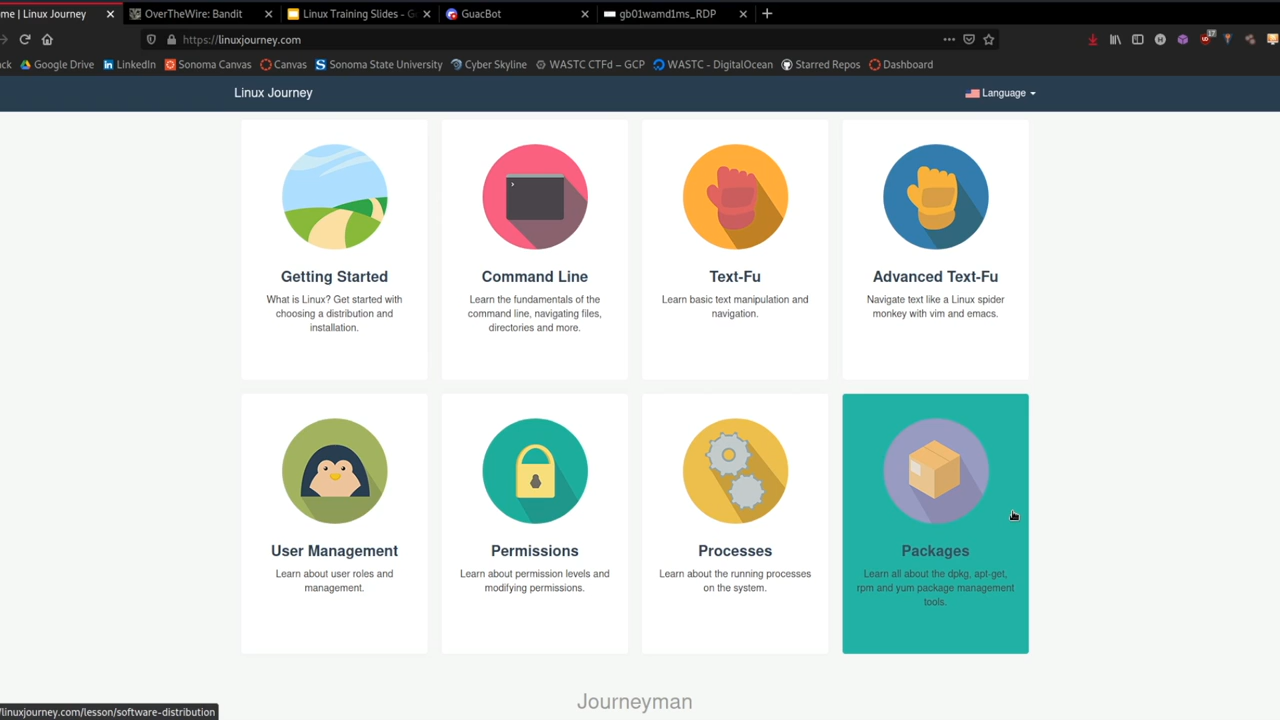 ome | Linux Journey
OverTheWire: Bandit
Linux Training Slides - G
GuacBot
gb01wamd1ms_RDP
https://linuxjourney.com
17
ck
Google Drive
LinkedIn
Sonoma Canvas
Canvas
Sonoma State University
Cyber Skyline
WASTC CTFd – GCP
WASTC - DigitalOcean
Starred Repos
Dashboard
Linux Journey
Language
Getting Started
What is Linux? Get started with
choosing a distribution and
installation.
Command Line
Learn the fundamentals of the
command line, navigating files,
directories and more.
Text-Fu
Learn basic text manipulation and
navigation.
Advanced Text-Fu
Navigate text like a Linux spider
monkey with vim and emacs.
User Management
Learn about user roles and
management.
Permissions
Learn about permission levels and
modifying permissions.
Processes
Learn about the running processes
on the system.
Packages
Learn all about the dpkg, apt-get,
rpm and yum package management
tools.
Journeyman
/linuxjourney.com/lesson/software-distribution